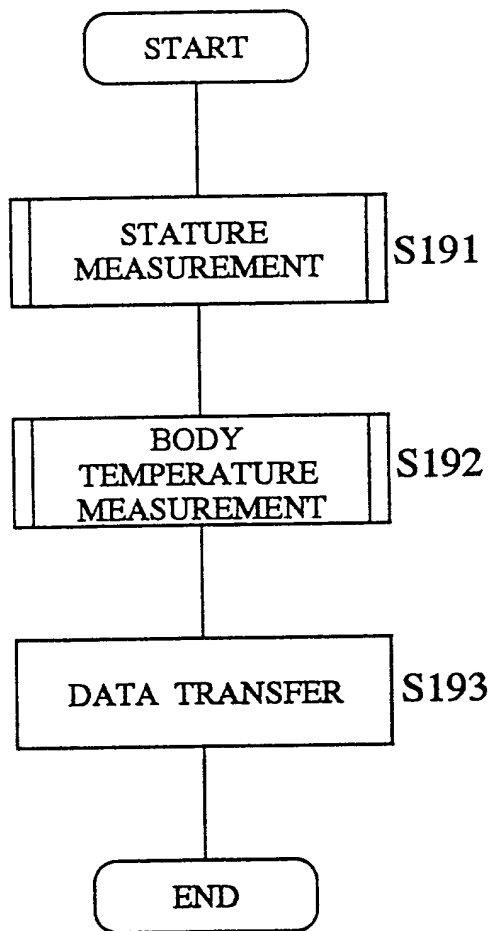 START
STATURE
MEASUREMENT
S191
BODY
TEMPERATURE
MEASUREMENT
S192
DATA TRANSFER
S193
END